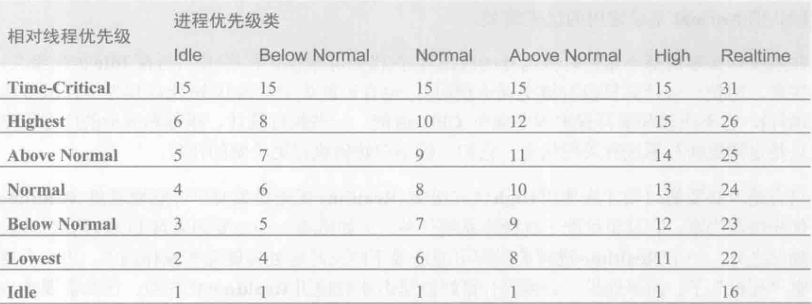 相对线程优先级 进程优先级类
Idle Below Normal Normal Above Normal High Realtime
Time-Critical 15 15 15 15 15 31
Highest 6 8 10 12 15 26
Above Normal 5 7 9 11 14 25
Normal 4 6 8 10 13 24
Below Normal 3 5 7 9 12 23
Lowest 2 4 6 8 11 22
Idle 1 1 1 1 1 16